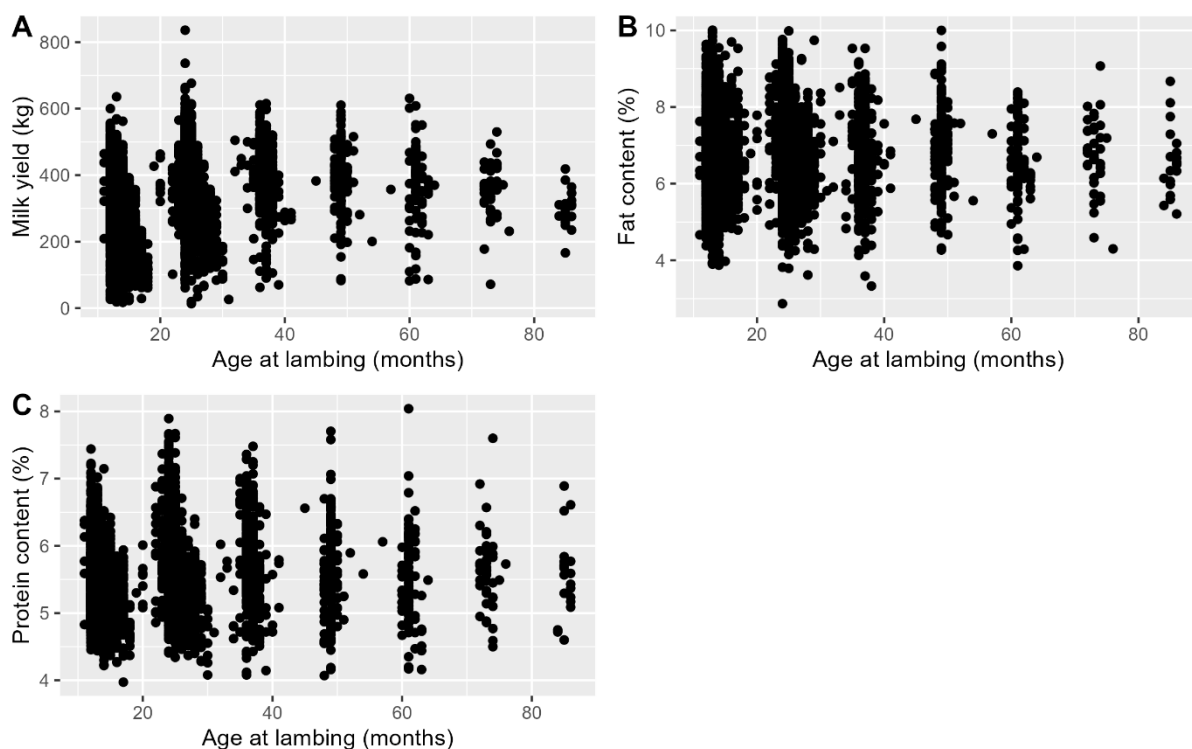 A
Milk yield (kg)
800
600
400
200
0
20
40
60
80
Age at lambing (months)
B
Fat content (%)
10
8
6
4
20
40
60
80
Age at lambing (months)
C
Protein content (%)
8
7
6
5
4
20
40
60
80
Age at lambing (months)